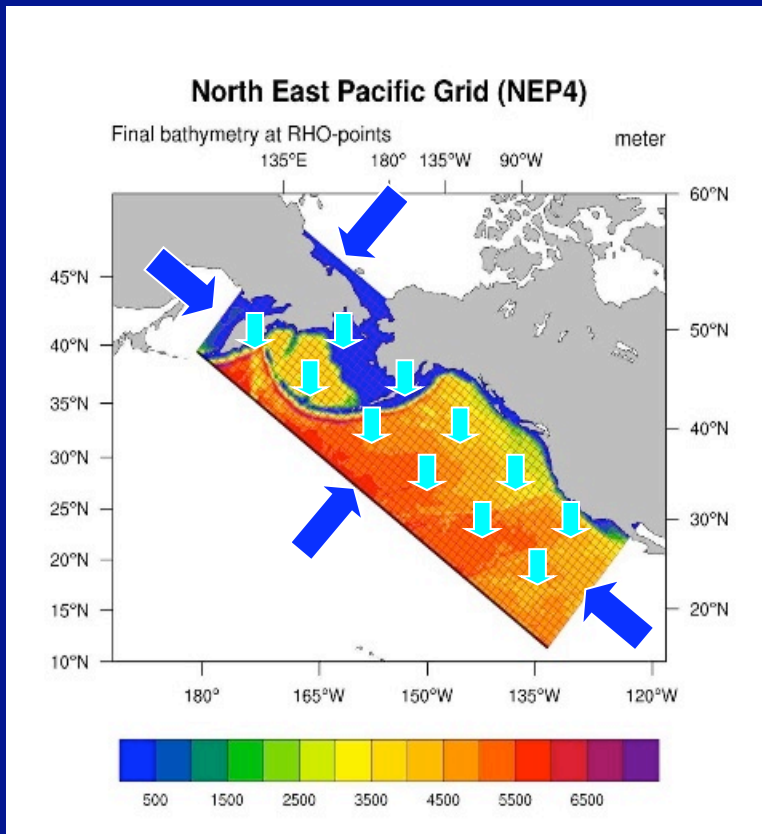 North East Pacific Grid (NEP4)
Final bathymetry at RHO-points meter
135°E 180° 135°W 90°W
60°N
45°N
50°N
40°N
35°N
40°N
30°N
25°N
30°N
20°N
15°N
20°N
10°N
180° 165°W 150°W 135°W 120°W
500 1500 2500 3500 4500 5500 6500